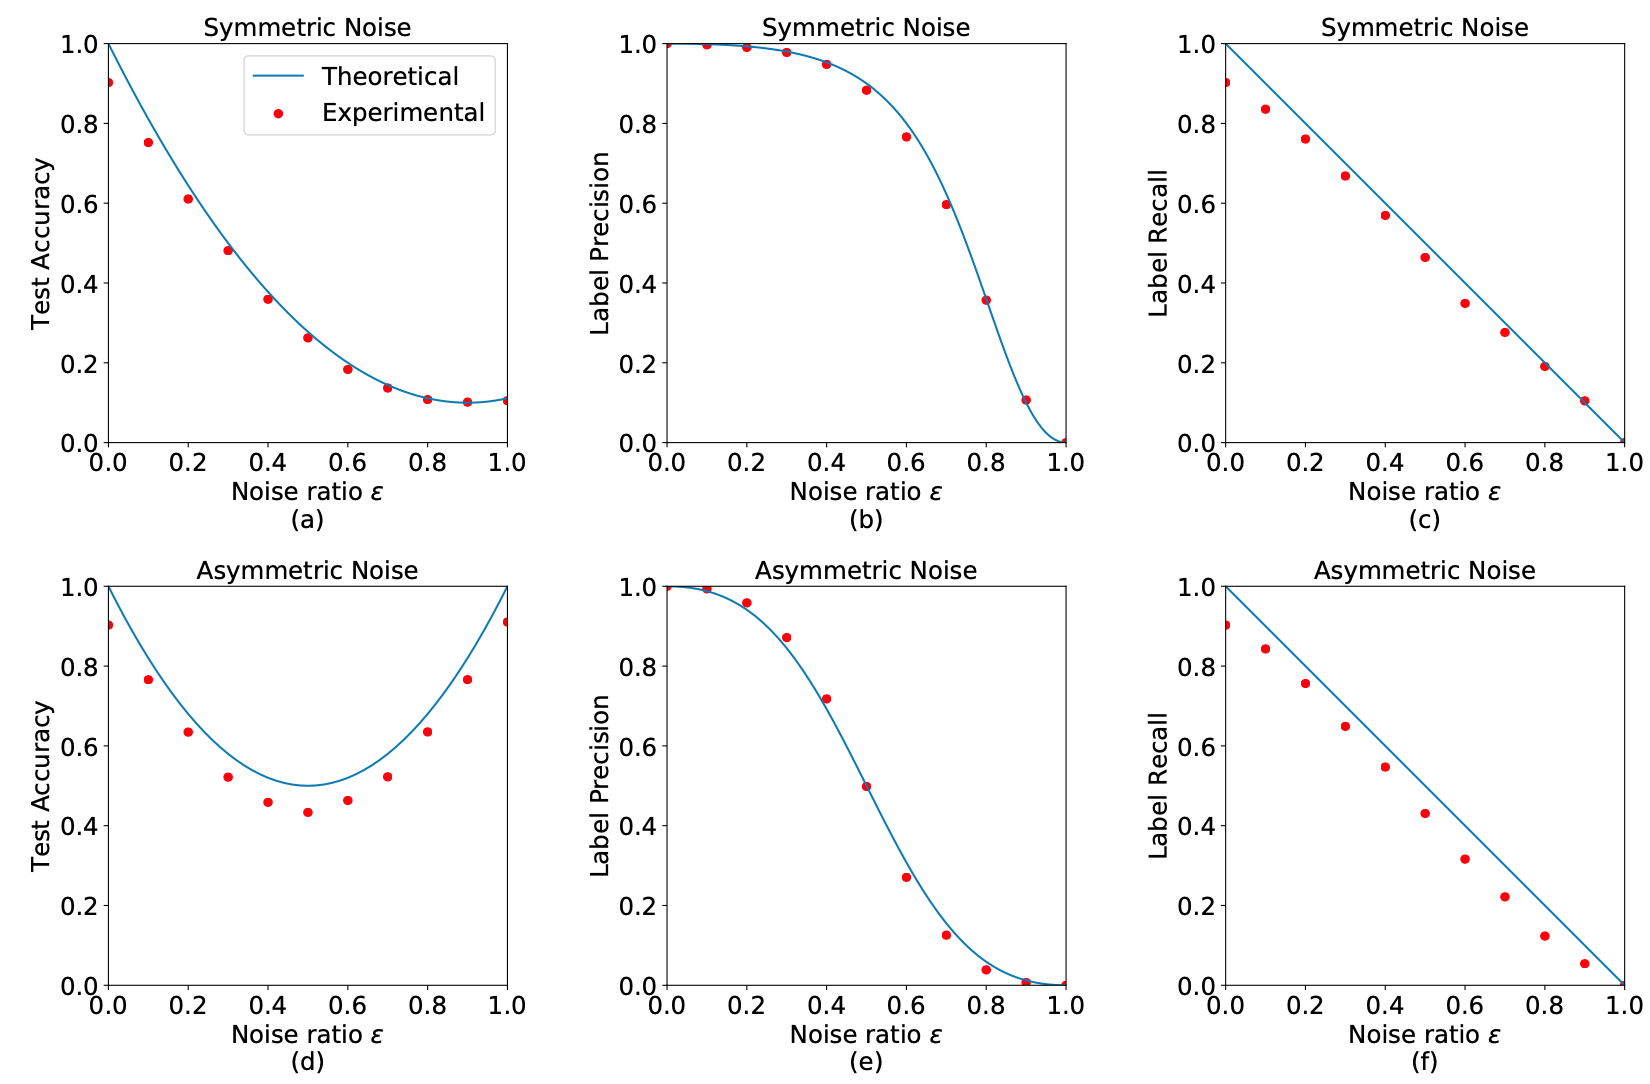 Symmetric Noise
1.0
0.8
0.6
0.4
0.2
0.0
Test Accuracy
Theoretical
Experimental
0.0 0.2 0.4 0.6 0.8 1.0
Noise ratio ε
(a)
Symmetric Noise
1.0
0.8
0.6
0.4
0.2
0.0
Label Precision
0.0 0.2 0.4 0.6 0.8 1.0
Noise ratio ε
(b)
Symmetric Noise
1.0
0.8
0.6
0.4
0.2
0.0
Label Recall
0.0 0.2 0.4 0.6 0.8 1.0
Noise ratio ε
(c)
Asymmetric Noise
1.0
0.8
0.6
0.4
0.2
0.0
Test Accuracy
0.0 0.2 0.4 0.6 0.8 1.0
Noise ratio ε
(d)
Asymmetric Noise
1.0
0.8
0.6
0.4
0.2
0.0
Label Precision
0.0 0.2 0.4 0.6 0.8 1.0
Noise ratio ε
(e)
Asymmetric Noise
1.0
0.8
0.6
0.4
0.2
0.0
Label Recall
0.0 0.2 0.4 0.6 0.8 1.0
Noise ratio ε
(f)